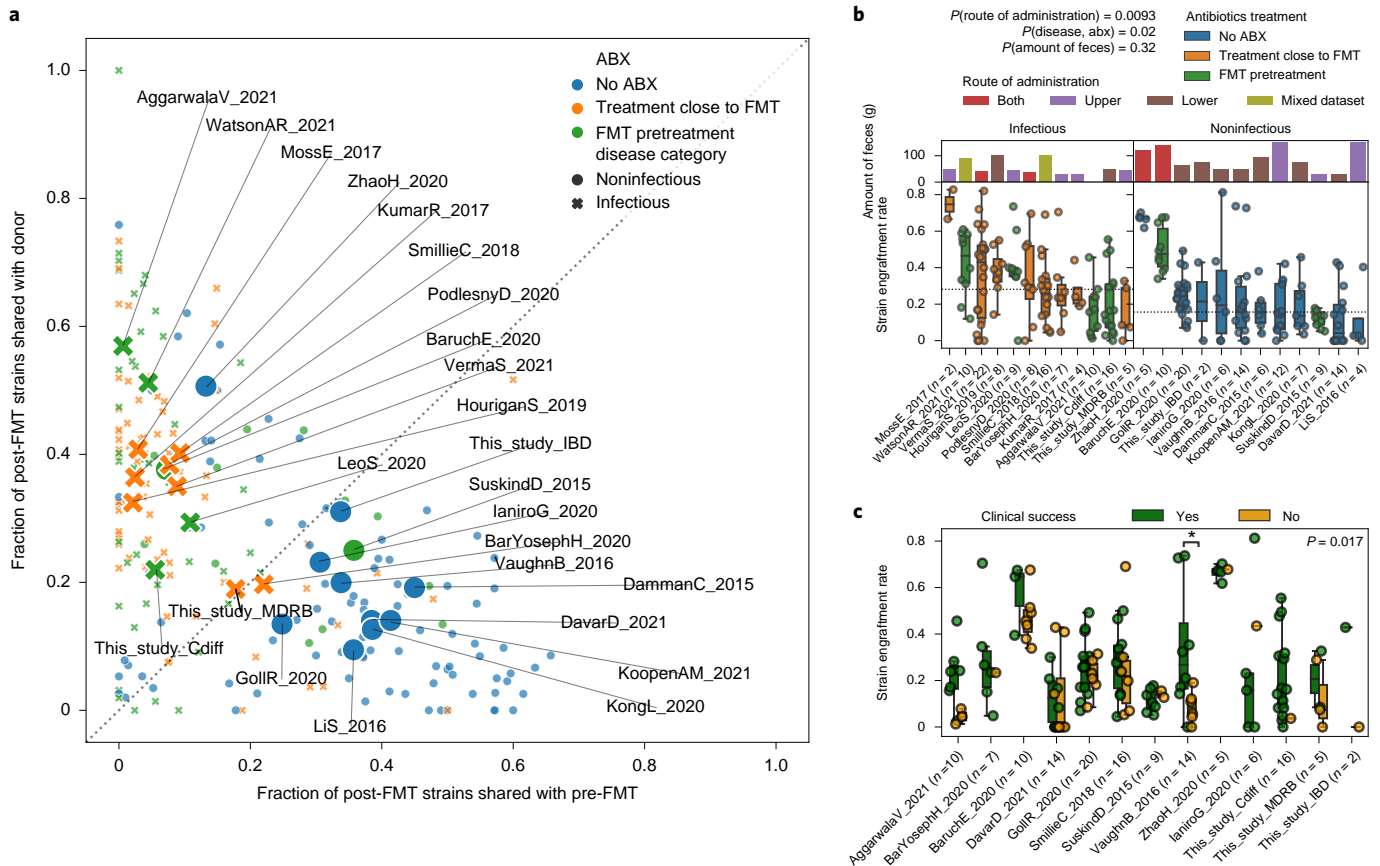 a
ABX
No ABX
Treatment close to FMT
FMT pretreatment
disease category
Noninfectious
Infectious
AggarwalaV_2021
WatsonAR_2021
MossE_2017
ZhaoH_2020
KumarR_2017
SmillieC_2018
PodlesnyD_2020
BaruchE_2020
VermaS_2021
HouriganS_2019
This_study_IBD
LeoS_2020
SuskindD_2015
IaniroG_2020
BarYosephH_2020
VaughnB_2016
DammanC_2015
This_study_MDRB
DavarD_2021
This_study_Cdiff
KoopenAM_2021
GollR_2020
KongL_2020
LiS_2016
Fraction of post-FMT strains shared with donor
1.0
0.8
0.6
0.4
0.2
0
0
0.2
0.4
0.6
0.8
1.0
Fraction of post-FMT strains shared with pre-FMT
b
P(route of administration) = 0.0093
P(disease, abx) = 0.02
P(amount of feces) = 0.32
Antibiotics treatment
No ABX
Treatment close to FMT
FMT pretreatment
Route of administration
Both
Upper
Lower
Mixed dataset
Infectious
Noninfectious
Amount of feces (g)
100
0
Strain engraftment rate
0.8
0.6
0.4
0.2
0
MossE_2017 (n = 2)
WatsonAR_2021 (n = 10)
VermaS_2021 (n = 22)
HouriganS_2019 (n = 8)
LeoS_2020 (n = 9)
PodlesnyD_2020 (n = 8)
SmillieC_2018 (n = 16)
BarYosephH_2020 (n = 7)
KumarR_2017 (n = 4)
AggarwalaV_2021 (n = 10)
This_study_Cdiff (n = 16)
This_study_MDRB (n = 5)
ZhaoH_2020 (n = 5)
BaruchE_2020 (n = 10)
GollR_2020 (n = 20)
This_study_IBD (n = 2)
IaniroG_2020 (n = 6)
VaughnB_2016 (n = 14)
DammanC_2015 (n = 6)
KoopenAM_2021 (n = 12)
KongL_2020 (n = 7)
SuskindD_2015 (n = 9)
DavarD_2021 (n = 14)
LiS_2016 (n = 4)
c
Clinical success
Yes
No
P = 0.017
*
Strain engraftment rate
0.8
0.6
0.4
0.2
0
AggarwalaV_2021 (n =10)
BarYosephH_2020 (n = 7)
BaruchE_2020 (n = 10)
DavarD_2021 (n = 14)
GollR_2020 (n = 20)
SmillieC_2018 (n = 16)
SuskindD_2015 (n = 9)
VaughnB_2016 (n = 14)
ZhaoH_2020 (n = 5)
IaniroG_2020 (n = 6)
This_study_Cdiff (n = 16)
This_study_MDRB (n = 5)
This_study_IBD (n = 2)